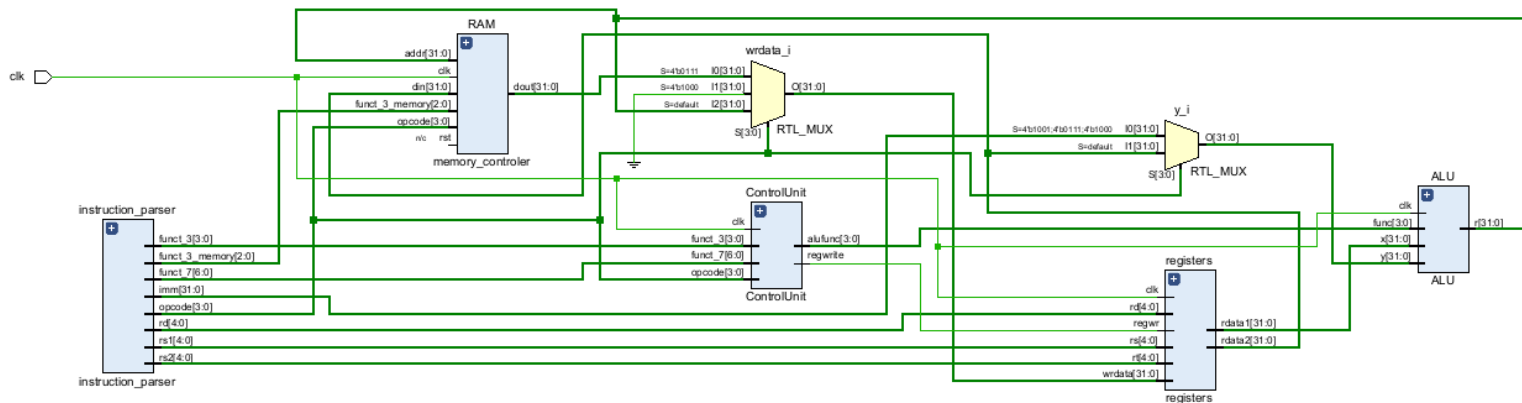 RAM
addr[31:0]
clk
din[31:0]
funct_3_memory[2:0]
opcode[3:0]
n/c rst
dout[31:0]
memory_controler
clk
wrdata_i
S=4'b0111 I0[31:0]
S=4'b1000 I1[31:0]
S=default I2[31:0]
S[3:0]
O[31:0]
RTL_MUX
y_i
S=4'b1001;4'b0111;4'b1000 I0[31:0]
S=default I1[31:0]
S[3:0]
O[31:0]
RTL_MUX
instruction_parser
funct_3[3:0]
funct_3_memory[2:0]
funct_7[6:0]
imm[31:0]
opcode[3:0]
rd[4:0]
rs1[4:0]
rs2[4:0]
instruction_parser
ControlUnit
clk
funct_3[3:0]
funct_7[6:0]
opcode[3:0]
alufunc[3:0]
regwrite
ControlUnit
registers
clk
rd[4:0]
regwr
rs[4:0]
rt[4:0]
wrdata[31:0]
rdata1[31:0]
rdata2[31:0]
registers
ALU
clk
func[3:0]
x[31:0]
y[31:0]
r[31:0]
ALU